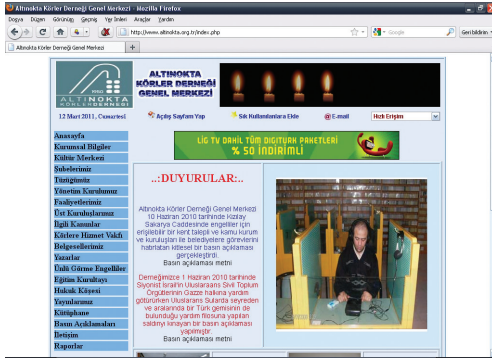 Altınokta Körler Derneği Genel Merkezi - Mozilla Firefox
Dosya Düzen Görünüm Geçmiş Yer İmleri Araçlar Yardım
http://www.altinokta.org.tr/index.php
Google
Geri bildirim
Altınokta Körler Derneği Genel Merkezi
ALTINOKTA
KÖRLER DERNEĞİ
ALTINOKTA
KÖRLER DERNEĞİ
GENEL MERKEZİ
12 Mart 2011, Cumartesi
Açılış Sayfam Yap
Sık Kullanılanlara Ekle
E-mail
Hızlı Erişim
Anasayfa
Kurumsal Bilgiler
Kültür Merkezi
Şubelerimiz
Tüzüğümüz
Yönetim Kurulumuz
Faaliyetlerimiz
Üst Kuruluşlarımız
İlgili Kanunlar
Körlere Hizmet Vakfı
Belgesellerimiz
Yazarlar
Ünlü Görme Engelliler
Eğitim Kurultayı
Hukuk Köşesi
Yayınlarımız
Kütüphane
Basın Açıklamaları
İletişim
Raporlar
LİG TV DAHİL TÜM DIGITURK PAKETLERİ
% 50 İNDİRİMLİ
..:DUYURULAR:..
Altınokta Körler Derneği Genel Merkezi
10 Haziran 2010 tarihinde Kızılay
Sakarya Caddesinde engelliler için
erişilebilir bir kent talepli ve kamu kurum
ve kuruluşları ile belediyelere görevlerini
hatırlatan kitlesel bir basın açıklaması
gerçekleştirdi.
Basın açıklaması metni
Derneğimizce 1 Haziran 2010 tarihinde
Siyonist İsrail'in Uluslararası Sivil Toplum
Örgütlerinin Gazze halkına yardım
götürürken Uluslararası Sularda seyreden
ve aralarında bir Türk gemisinin de
bulunduğu yardım filosuna yapılan
saldırıyı kınayan bir basın açıklaması
yapılmıştır.
Basın açıklaması metni